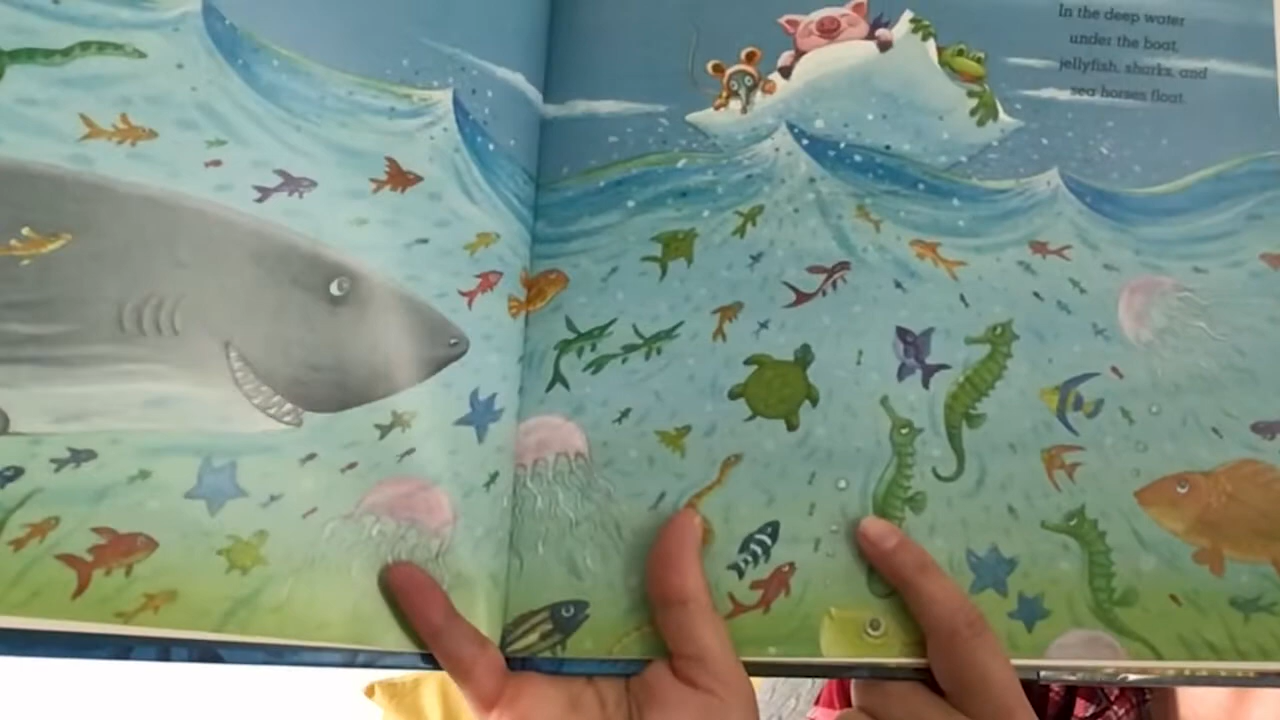 In the deep water
under the boat,
jellyfish, sharks, and
sea horses float.